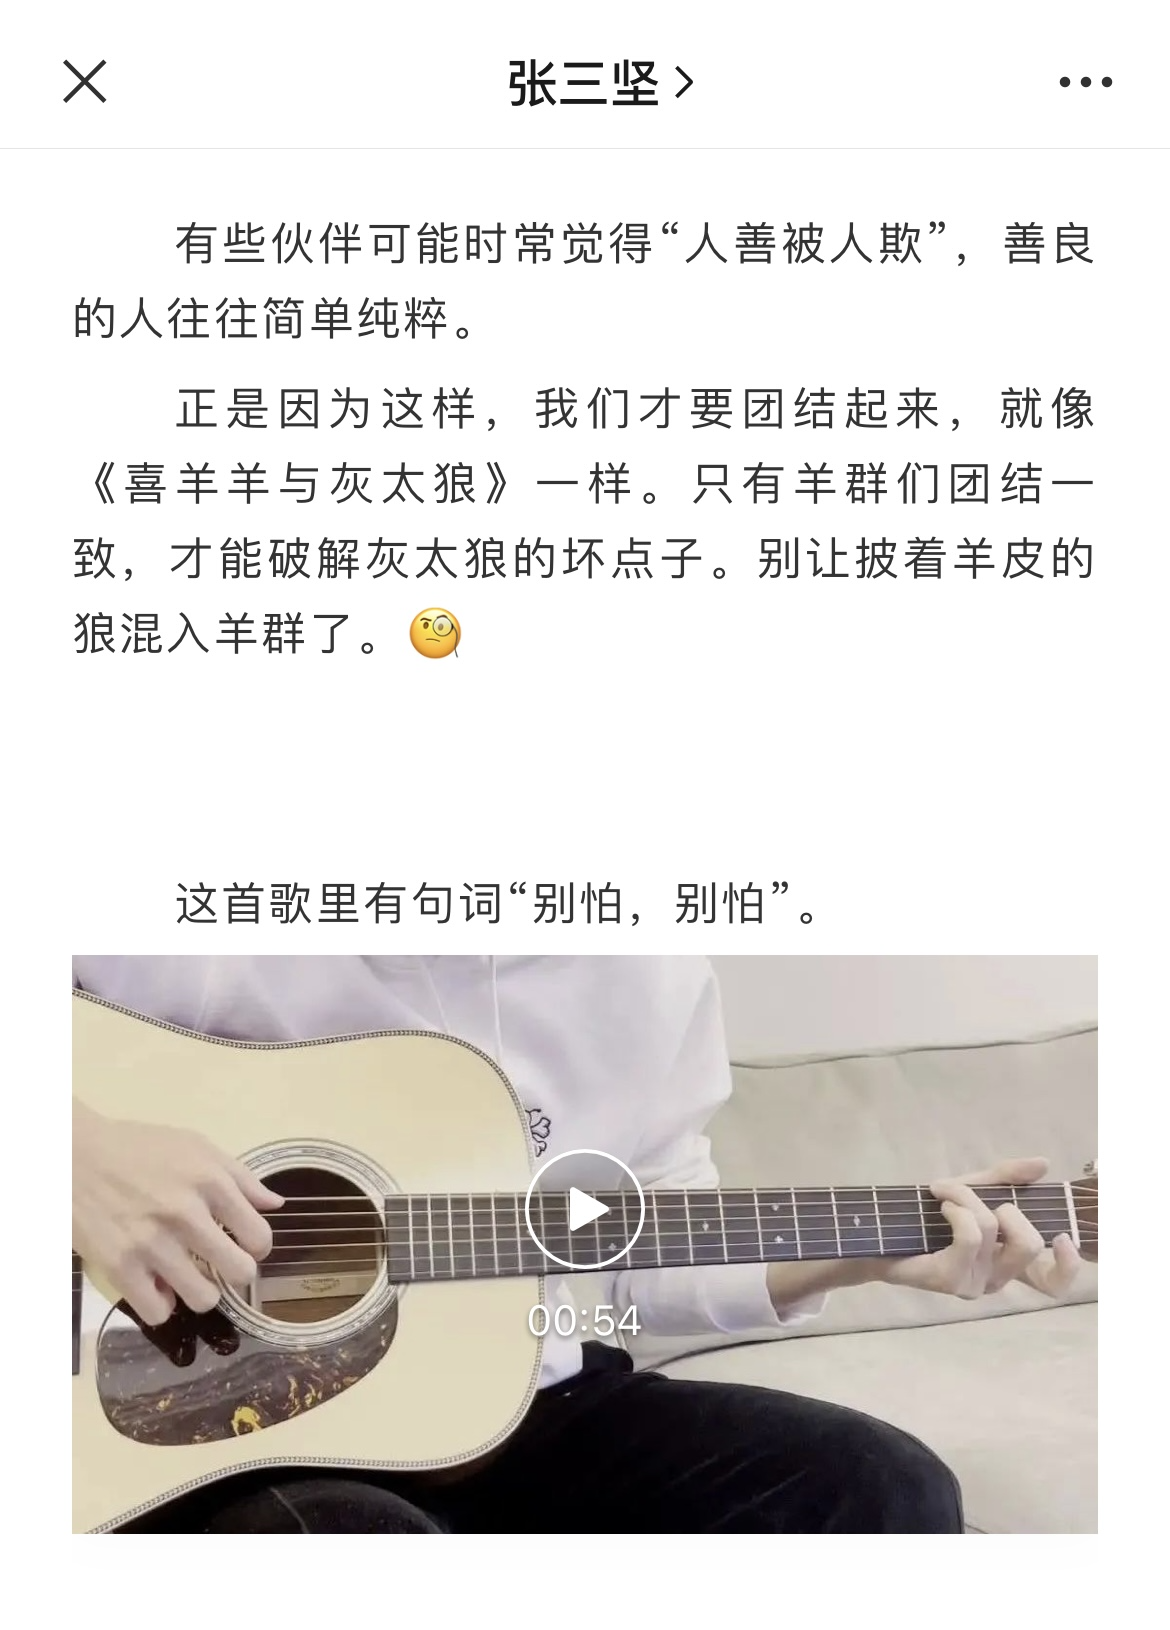 张三坚
有些伙伴可能时常觉得“人善被人欺”，善良
的人往往简单纯粹。
正是因为这样，我们才要团结起来，就像
《喜羊羊与灰太狼》一样。只有羊群们团结一
致，才能破解灰太狼的坏点子。别让披着羊皮的
狼混入羊群了。🧐
这首歌里有句词“别怕，别怕”。
00:54